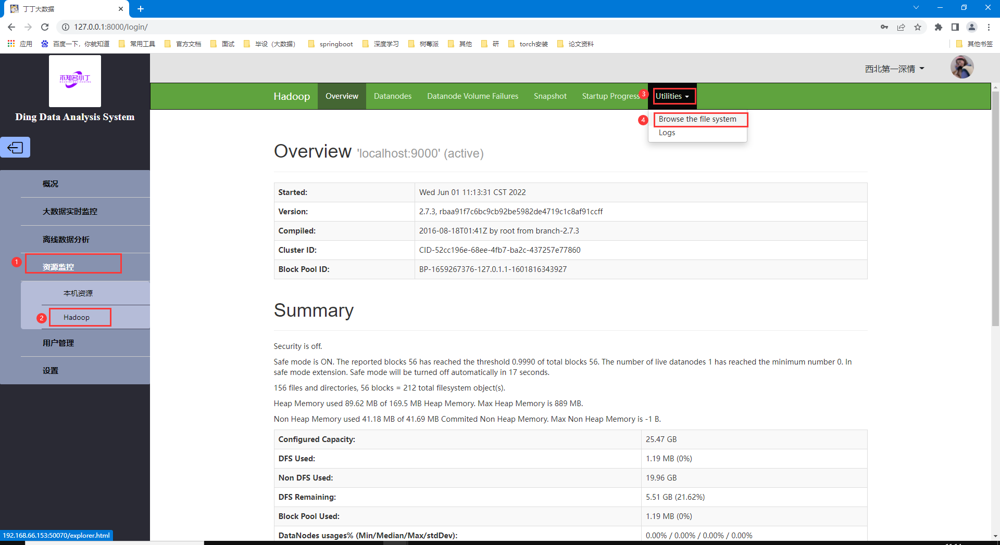 丁丁大数据
127.0.0.1:8000/login/
应用 百度一下，你就知道 常用工具 官方文档 面试 毕设（大数据） springboot 深度学习 树莓派 其他 研 torch安装 论文资料 其他书签
不知名小丁
Ding Data Analysis System
西北第一深情
Hadoop Overview Datanodes Datanode Volume Failures Snapshot Startup Progress 3 Utilities
4 Browse the file system
Logs
概况
大数据实时监控
离线数据分析
1 资源监控
本机资源
2 Hadoop
用户管理
设置
Overview 'localhost:9000' (active)
Started: Wed Jun 01 11:13:31 CST 2022
Version: 2.7.3, rbaa91f7c6bc9cb92be5982de4719c1c8af91ccff
Compiled: 2016-08-18T01:41Z by root from branch-2.7.3
Cluster ID: CID-52cc196e-68ee-4fb7-ba2c-437257e77860
Block Pool ID: BP-1659267376-127.0.1.1-1601816343927
Summary
Security is off.
Safe mode is ON. The reported blocks 56 has reached the threshold 0.9990 of total blocks 56. The number of live datanodes 1 has reached the minimum number 0. In
safe mode extension. Safe mode will be turned off automatically in 17 seconds.
156 files and directories, 56 blocks = 212 total filesystem object(s).
Heap Memory used 89.62 MB of 169.5 MB Heap Memory. Max Heap Memory is 889 MB.
Non Heap Memory used 41.18 MB of 41.69 MB Commited Non Heap Memory. Max Non Heap Memory is -1 B.
Configured Capacity: 25.47 GB
DFS Used: 1.19 MB (0%)
Non DFS Used: 19.96 GB
DFS Remaining: 5.51 GB (21.62%)
Block Pool Used: 1.19 MB (0%)
DataNodes usages% (Min/Median/Max/stdDev): 0.00% / 0.00% / 0.00% / 0.00%
192.168.66.153:50070/explorer.html